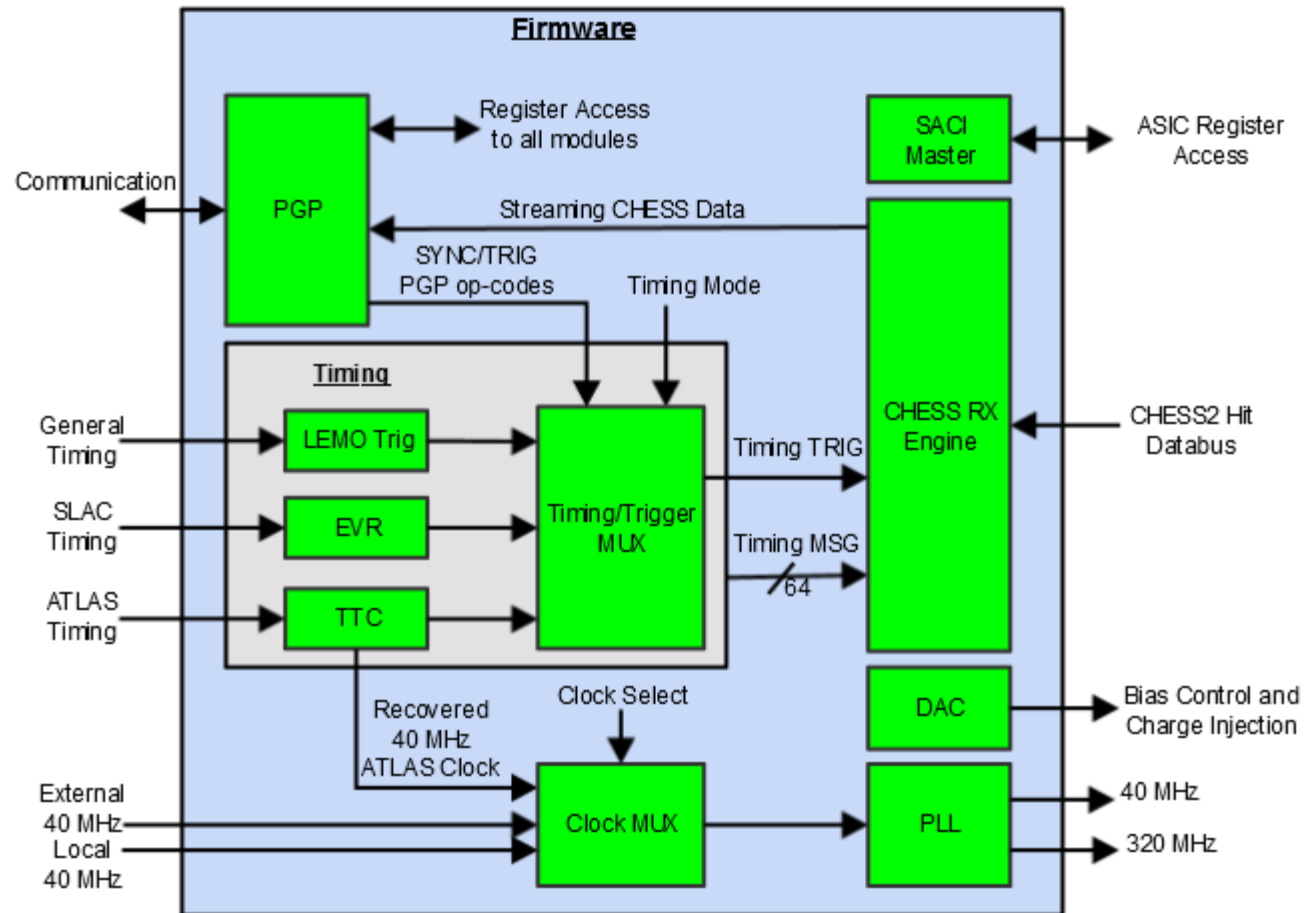 Firmware
Register Access
to all modules
SACI
Master
ASIC Register
Access
Communication
PGP
Streaming CHESS Data
SYNC/TRIG
PGP op-codes
Timing Mode
Timing
General
Timing
LEMO Trig
SLAC
Timing
EVR
ATLAS
Timing
TTC
Timing/Trigger
MUX
Timing TRIG
Timing MSG
64
CHESS RX
Engine
CHESS2 Hit
Databus
Recovered
40 MHz
ATLAS Clock
Clock Select
DAC
Bias Control and
Charge Injection
External
40 MHz
Local
40 MHz
Clock MUX
PLL
40 MHz
320 MHz